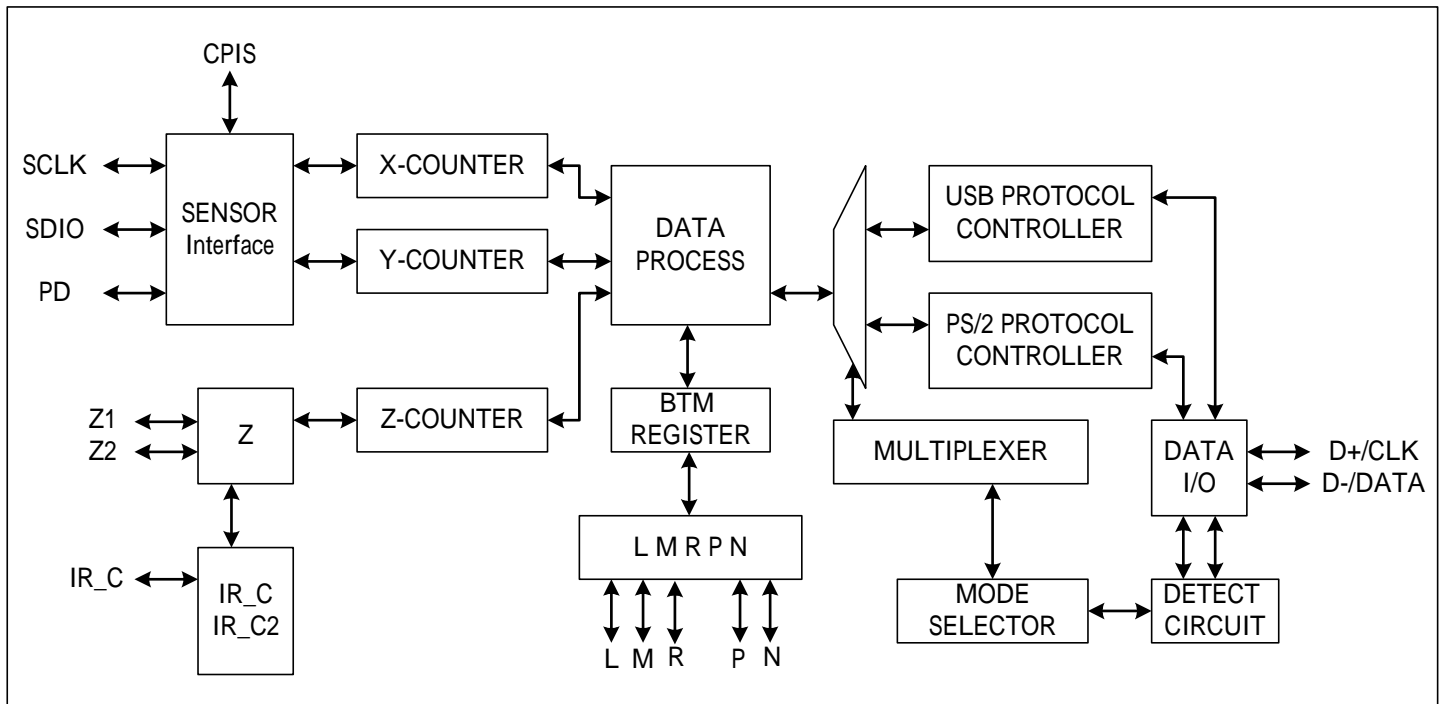 CPIS
SCLK
SDIO
PD
SENSOR
Interface
X-COUNTER
Y-COUNTER
DATA
PROCESS
USB PROTOCOL
CONTROLLER
PS/2 PROTOCOL
CONTROLLER
Z1
Z2
Z
Z-COUNTER
BTM
REGISTER
MULTIPLEXER
DATA
I/O
D+/CLK
D-/DATA
L M R P N
IR_C
IR_C
IR_C2
L M R P N
MODE
SELECTOR
DETECT
CIRCUIT